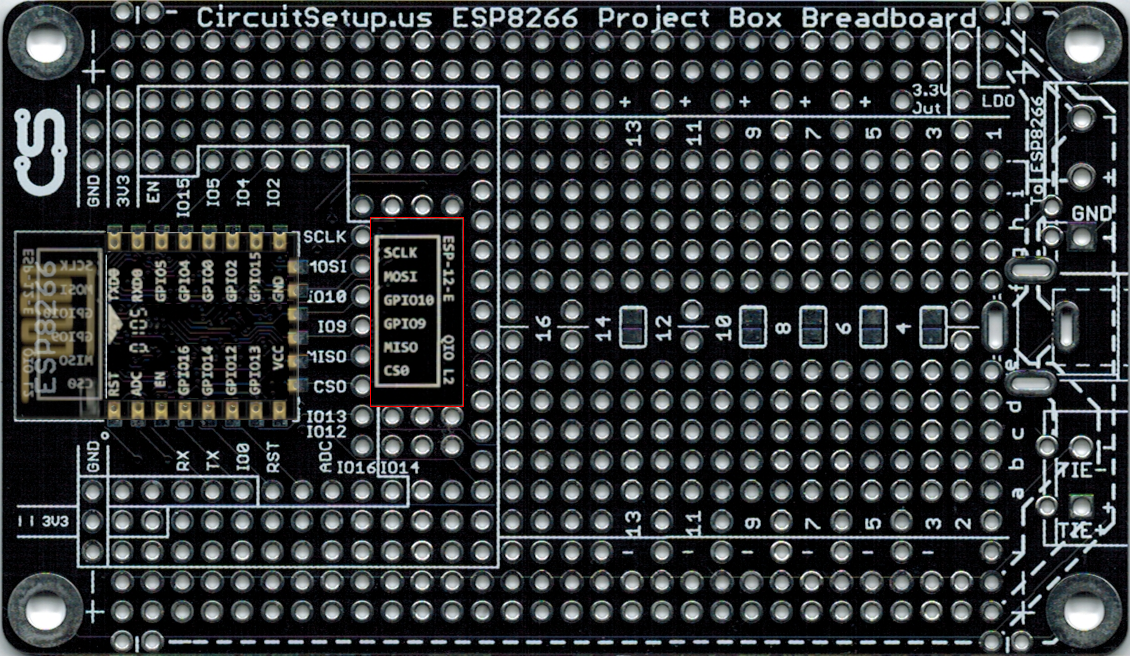 CircuitSetup.us ESP8266 Project Box Breadboard
+
+ + + + +
3.3V
Out
LDO
13 11 9 7 5 3 1
To ESP8266
+
GND
CS
GND 3V3 EN IO15 IO5 IO4 IO2
j
i
h
g
f
SCLK
MOSI
IO10
IO9
MISO
CS0
IO13
IO12
ESP8266
TXD0 RXD0 GPIO5 GPIO4 GPIO0 GPIO2 GPIO15 GND
RST ADC EN GPIO16 GPIO14 GPIO12 GPIO13 VCC
SCLK
MOSI
GPIO10
GPIO9
MISO
CS0
ESP-12-E QIO L2
16 14 12 10 8 6 4
e
d
c
b
a
GND RX TX IO0 RST ADC
IO16 IO14
TIE-
TIE+
3V3
13 11 9 7 5 3 2
- - - - - -
+ +